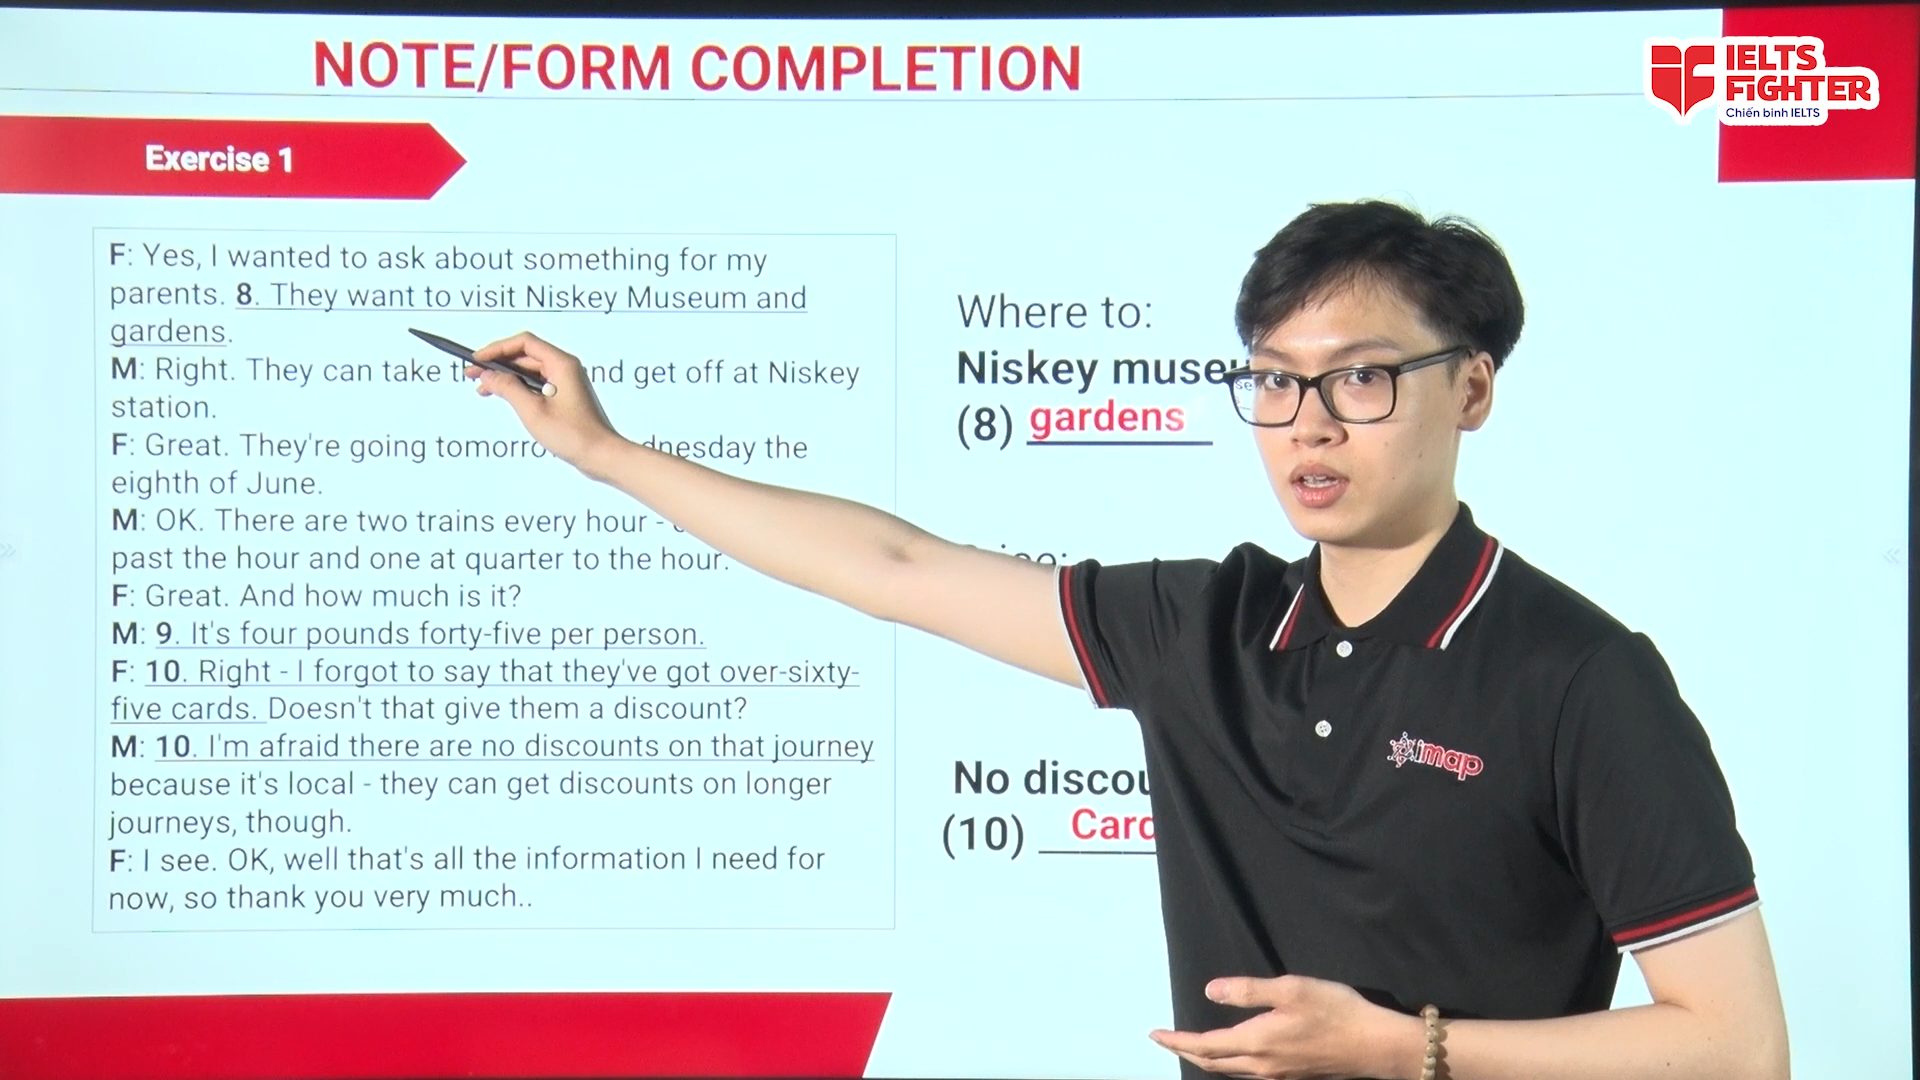 NOTE/FORM COMPLETION
IELTS
FiGHTER
Chiến binh IELTS
Exercise 1
F: Yes, I wanted to ask about something for my
parents. 8. They want to visit Niskey Museum and
gardens.
M: Right. They can take and get off at Niskey
station.
F: Great. They're going the
eighth of June.
M: OK. There are two trains every hour -
past the hour and one at quarter to the hour.
F: Great. And how much is it?
M: 9. It's four pounds forty-five per person.
F: 10. Right - I forgot to say that they've got over-sixty-
five cards. Doesn't that give them a discount?
M: 10. I'm afraid there are no discounts on that journey
because it's local - they can get discounts on longer
journeys, though.
F: I see. OK, well that's all the information I need for
now, so thank you very much..
Where to:
Niskey
(8) gardens
No
(10)
imap